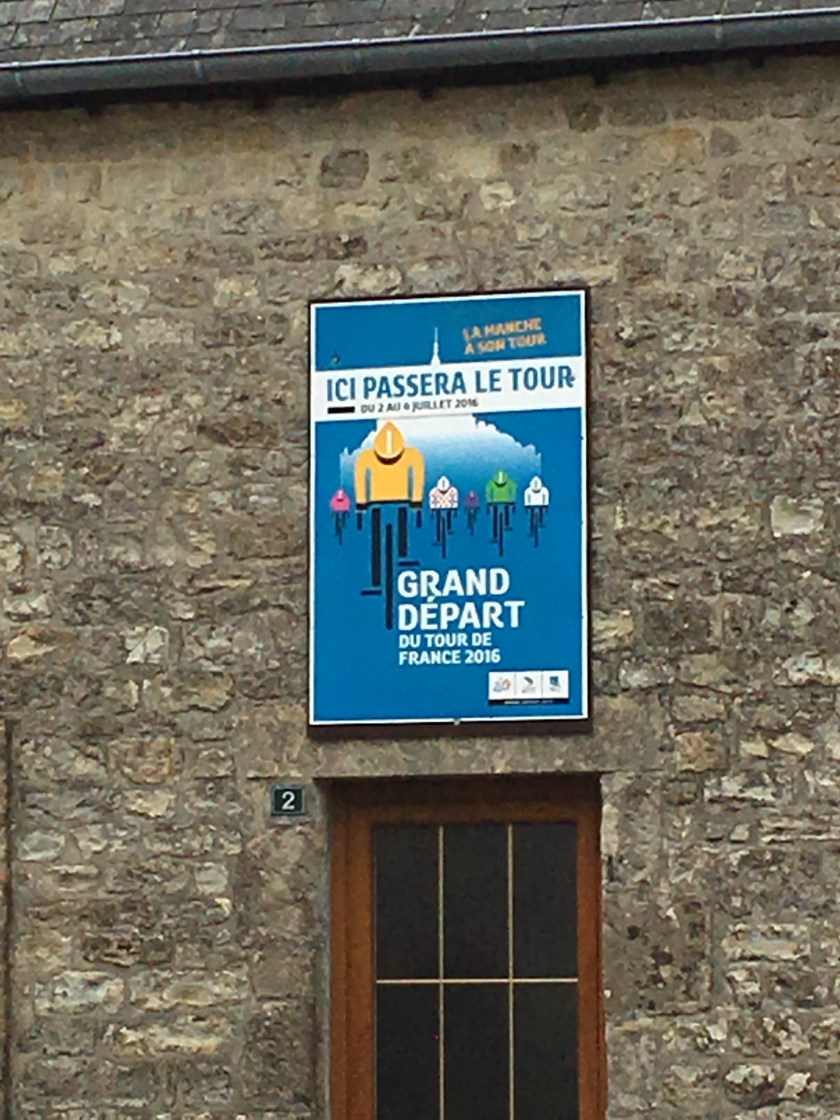 LA MANCHE
A SON TOUR
ICI PASSERA LE TOUR
DU 2 AU 4 JUILLET 2016
GRAND
DÉPART
DU TOUR DE
FRANCE 2016
2